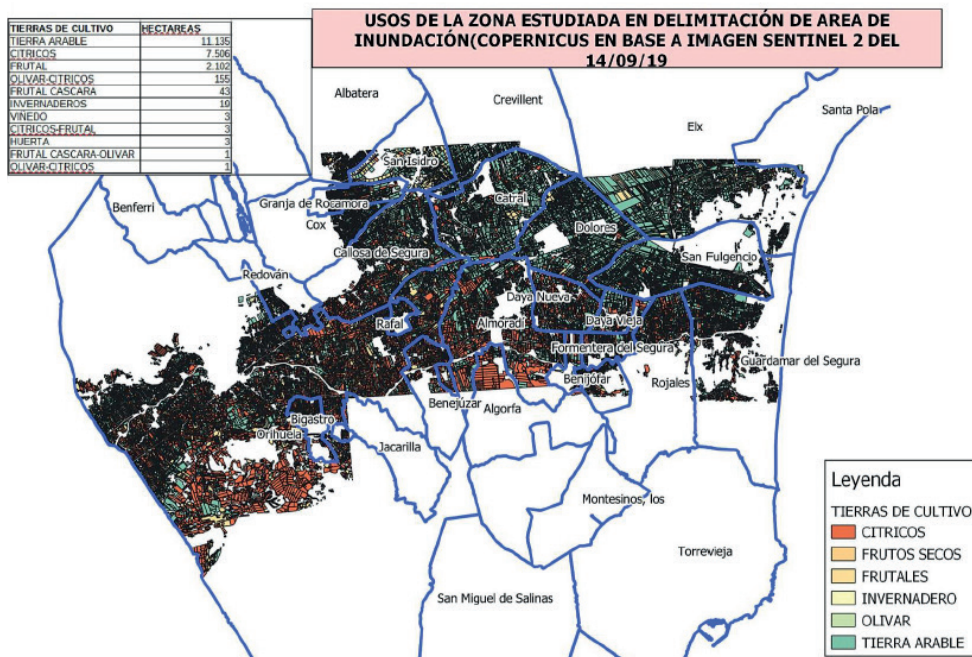 USOS DE LA ZONA ESTUDIADA EN DELIMITACIÓN DE AREA DE
INUNDACIÓN(COPERNICUS EN BASE A IMAGEN SENTINEL 2 DEL
14/09/19
TIERRAS DE CULTIVO HECTAREAS
TIERRA ARABLE 11.135
CITRICOS 7.506
FRUTAL 2.102
OLIVAR-CITRICOS 155
FRUTAL CASCARA 43
INVERNADEROS 19
VIÑEDO 3
CITRICOS-FRUTAL 3
HUERTA 3
FRUTAL CASCARA-OLIVAR 1
OLIVAR-CITRICOS 1
Albatera
Crevillent
Elx
Santa Pola
San Isidro
Benferri
Granja de Rocamora
Catral
Cox
Dolores
Callosa de Segura
San Fulgencio
Redován
Daya Nueva
Rafal
Almoradí
Daya Vieja
Formentera del Segura
Guardamar del Segura
Benijófar
Rojales
Benejúzar
Algorfa
Bigastro
Orihuela
Jacarilla
Montesinos, los
Torrevieja
San Miguel de Salinas
Leyenda
TIERRAS DE CULTIVO
CITRICOS
FRUTOS SECOS
FRUTALES
INVERNADERO
OLIVAR
TIERRA ARABLE